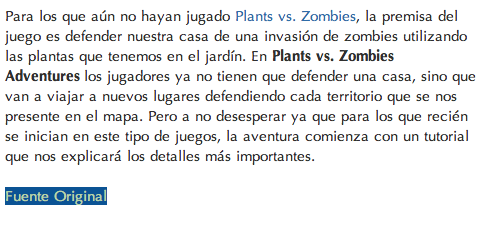 Para los que aún no hayan jugado Plants vs. Zombies, la premisa del
juego es defender nuestra casa de una invasión de zombies utilizando
las plantas que tenemos en el jardín. En Plants vs. Zombies
Adventures los jugadores ya no tienen que defender una casa, sino que
van a viajar a nuevos lugares defendiendo cada territorio que se nos
presente en el mapa. Pero a no desesperar ya que para los que recién
se inician en este tipo de juegos, la aventura comienza con un tutorial
que nos explicará los detalles más importantes.
Fuente Original